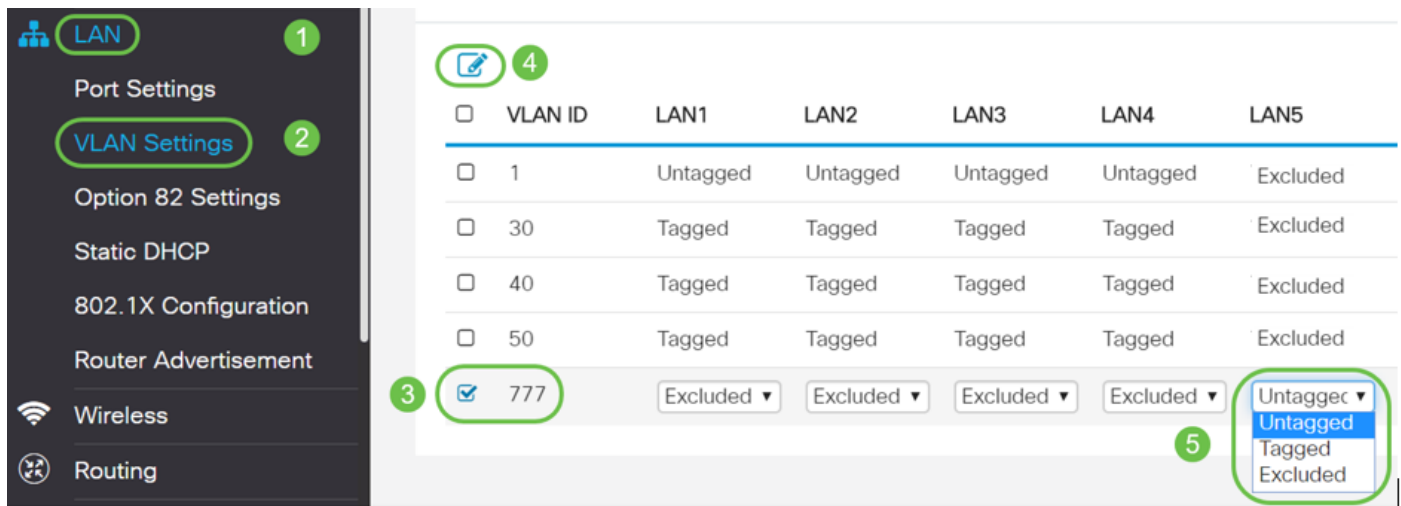 LAN 1
Port Settings
VLAN Settings 2
Option 82 Settings
Static DHCP
802.1X Configuration
Router Advertisement
Wireless
Routing
4
VLAN ID LAN1 LAN2 LAN3 LAN4 LAN5
1 Untagged Untagged Untagged Untagged Excluded
30 Tagged Tagged Tagged Tagged Excluded
40 Tagged Tagged Tagged Tagged Excluded
50 Tagged Tagged Tagged Tagged Excluded
3 777 Excluded Excluded Excluded Excluded Untagged
Untagged
5 Tagged
Excluded